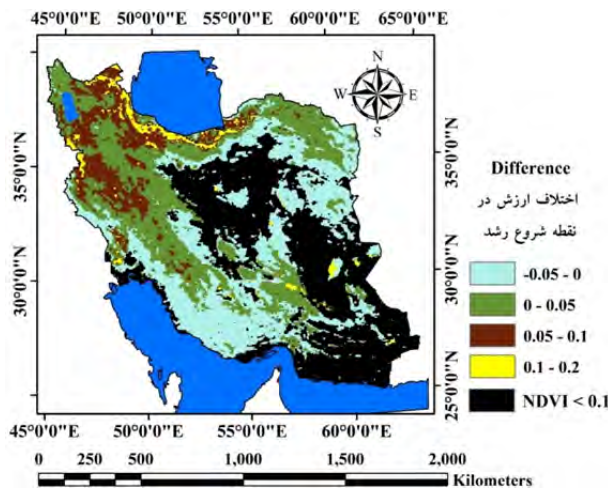 45°0'0"E 50°0'0"E 55°0'0"E 60°0'0"E
N
W E
S
35°0'0"N 30°0'0"N
35°0'0"N 30°0'0"N 25°0'0"N
Difference
اختلاف ارزش در
نقطه شروع رشد
-0.05 - 0
0 - 0.05
0.05 - 0.1
0.1 - 0.2
NDVI < 0.1
45°0'0"E 50°0'0"E 55°0'0"E 60°0'0"E
0 250 500 1,000 1,500 2,000
Kilometers